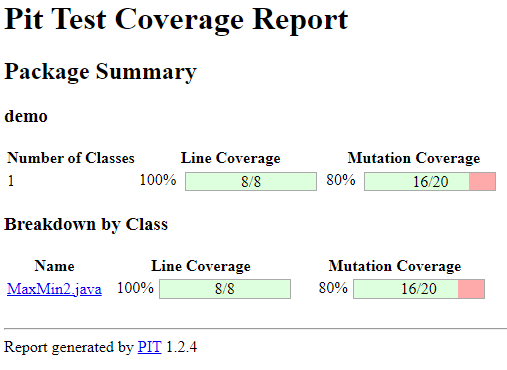 Pit Test Coverage Report
Package Summary
demo
Number of Classes Line Coverage Mutation Coverage
1 100% 8/8 80% 16/20
Breakdown by Class
Name Line Coverage Mutation Coverage
MaxMin2.java 100% 8/8 80% 16/20
Report generated by PIT 1.2.4